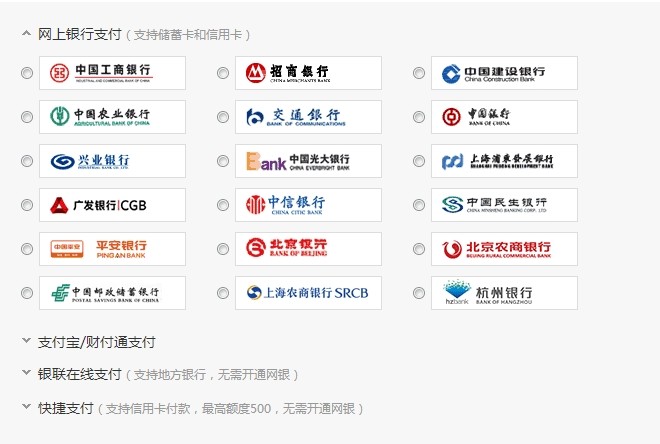 网上银行支付（支持储蓄卡和信用卡）
中国工商银行
INDUSTRIAL AND COMMERCIAL BANK OF CHINA
招商银行
CHINA MERCHANTS BANK
中国建设银行
China Construction Bank
中国农业银行
AGRICULTURAL BANK OF CHINA
交通银行
BANK OF COMMUNICATIONS
中国银行
BANK OF CHINA
兴业银行
INDUSTRIAL BANK CO.,LTD.
Bank 中国光大银行
CHINA EVERBRIGHT BANK
上海浦东发展银行
SHANGHAI PUDONG DEVELOPMENT BANK
广发银行|CGB
中信银行
CHINA CITIC BANK
中国民生银行
CHINA MINSHENG BANKING CORP., LTD.
中国平安 平安银行
PINGAN BANK
北京银行
BANK OF BEIJING
北京农商银行
BEIJING RURAL COMMERCIAL BANK
中国邮政储蓄银行
POSTAL SAVINGS BANK OF CHINA
上海农商银行 SRCB
hzbank 杭州银行
BANK OF HANGZHOU
支付宝/财付通支付
银联在线支付（支持地方银行，无需开通网银）
快捷支付（支持信用卡付款，最高额度500，无需开通网银）